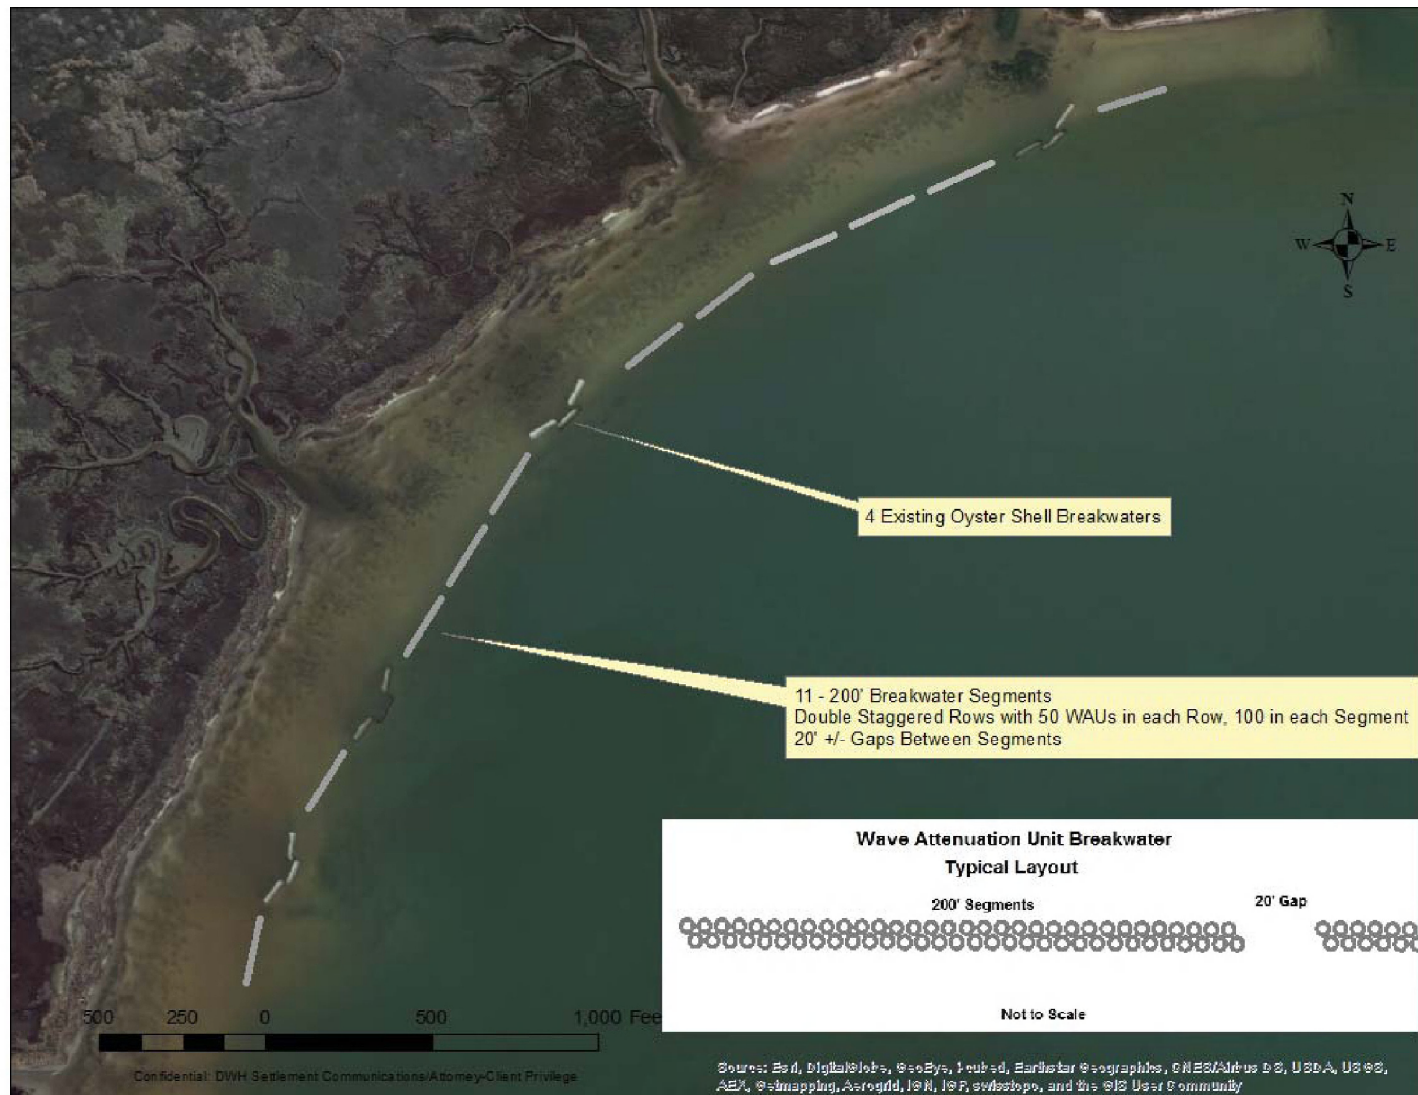 N
W E
S
4 Existing Oyster Shell Breakwaters
11 - 200' Breakwater Segments
Double Staggered Rows with 50 WAUs in each Row, 100 in each Segment
20' +/- Gaps Between Segments
Wave Attenuation Unit Breakwater
Typical Layout
200' Segments 20' Gap
Not to Scale
500 250 0 500 1,000 Fee
Confidential: DWH Settlement Communications/Attorney-Client Privilege
Source: Esri, DigitalGlobe, GeoEye, i-cubed, Earthstar Geographics, CNES/Airbus DS, USDA, USGS,
AEX, Getmapping, Aerogrid, IGN, IGP, swisstopo, and the GIS User Community